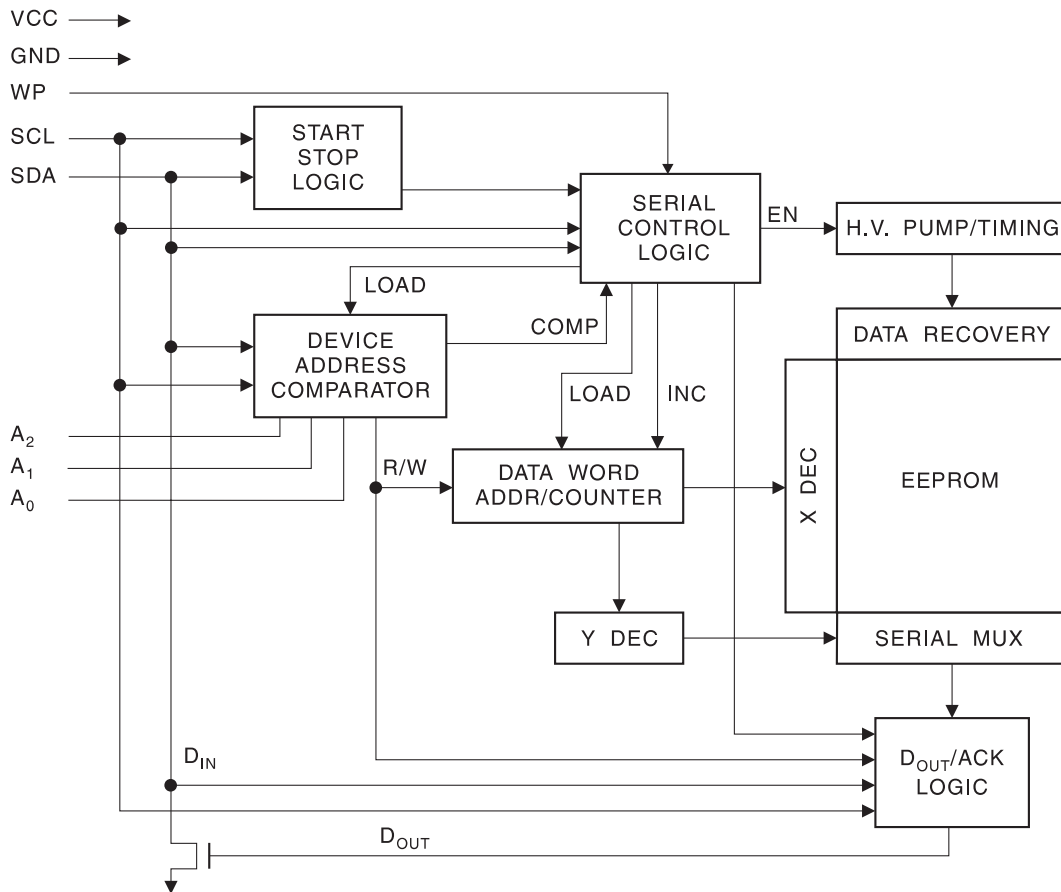 VCC
GND
WP
SCL
SDA
START
STOP
LOGIC
SERIAL
CONTROL
LOGIC
EN
H.V. PUMP/TIMING
LOAD
COMP
DEVICE
ADDRESS
COMPARATOR
DATA RECOVERY
LOAD
INC
A2
A1
A0
R/W
DATA WORD
ADDR/COUNTER
X DEC
EEPROM
Y DEC
SERIAL MUX
DIN
DOUT/ACK
LOGIC
DOUT